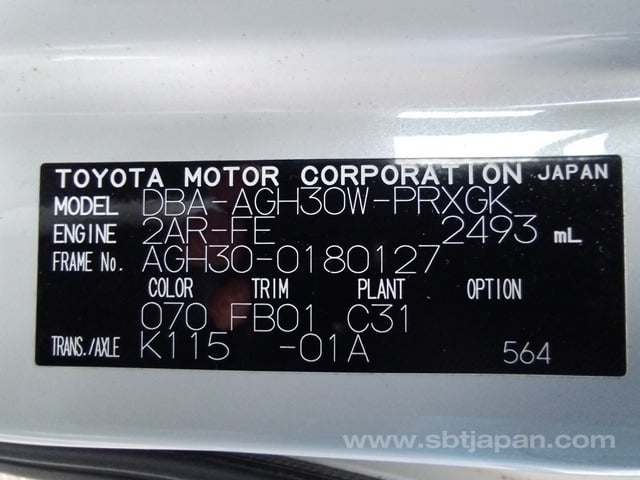 TOYOTA MOTOR CORPORATION JAPAN
MODEL DBA-AGH30W-PRXGK
ENGINE 2AR-FE 2493 mL
FRAME No. AGH30-0180127
COLOR TRIM PLANT OPTION
070 FB01 C31
TRANS./AXLE K115 -01A 564
www.sbtjapan.com